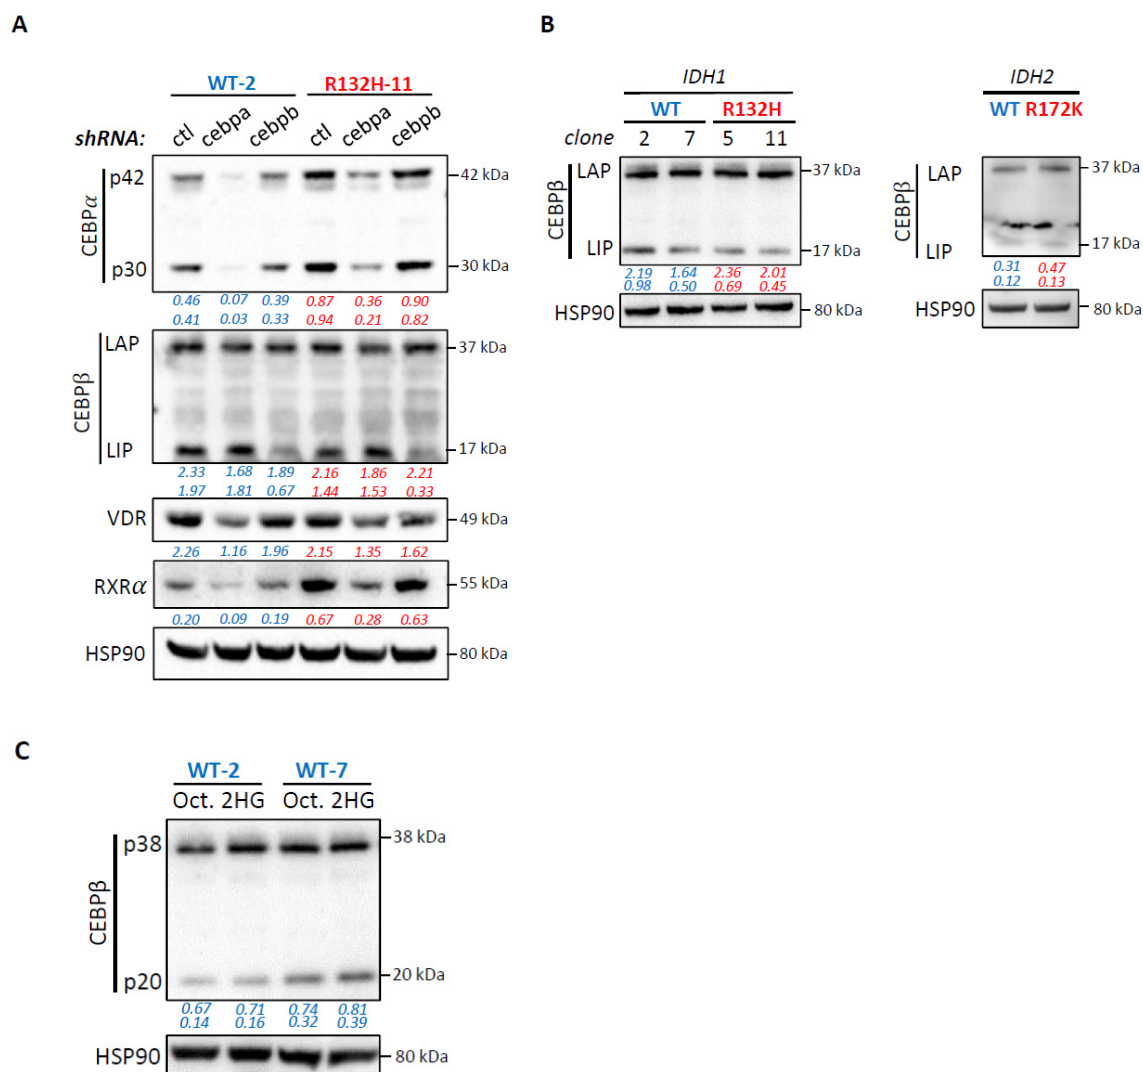 A
WT-2 R132H-11
shRNA: ctl cebpa cebpb ctl cebpa cebpb
CEBPα
p42 42 kDa
p30 30 kDa
0.46 0.07 0.39 0.87 0.36 0.90
0.41 0.03 0.33 0.94 0.21 0.82
CEBPβ
LAP 37 kDa
LIP 17 kDa
2.33 1.68 1.89 2.16 1.86 2.21
1.97 1.81 0.67 1.44 1.53 0.33
VDR 49 kDa
2.26 1.16 1.96 2.15 1.35 1.62
RXRα 55 kDa
0.20 0.09 0.19 0.67 0.28 0.63
HSP90 80 kDa
B
IDH1
WT R132H
clone 2 7 5 11
CEBPβ
LAP 37 kDa
LIP 17 kDa
2.19 1.64 2.36 2.01
0.98 0.50 0.69 0.45
HSP90 80 kDa
IDH2
WT R172K
CEBPβ
LAP 37 kDa
LIP 17 kDa
0.31 0.47
0.12 0.13
HSP90 80 kDa
C
WT-2 WT-7
Oct. 2HG Oct. 2HG
CEBPβ
p38 38 kDa
p20 20 kDa
0.67 0.71 0.74 0.81
0.14 0.16 0.32 0.39
HSP90 80 kDa